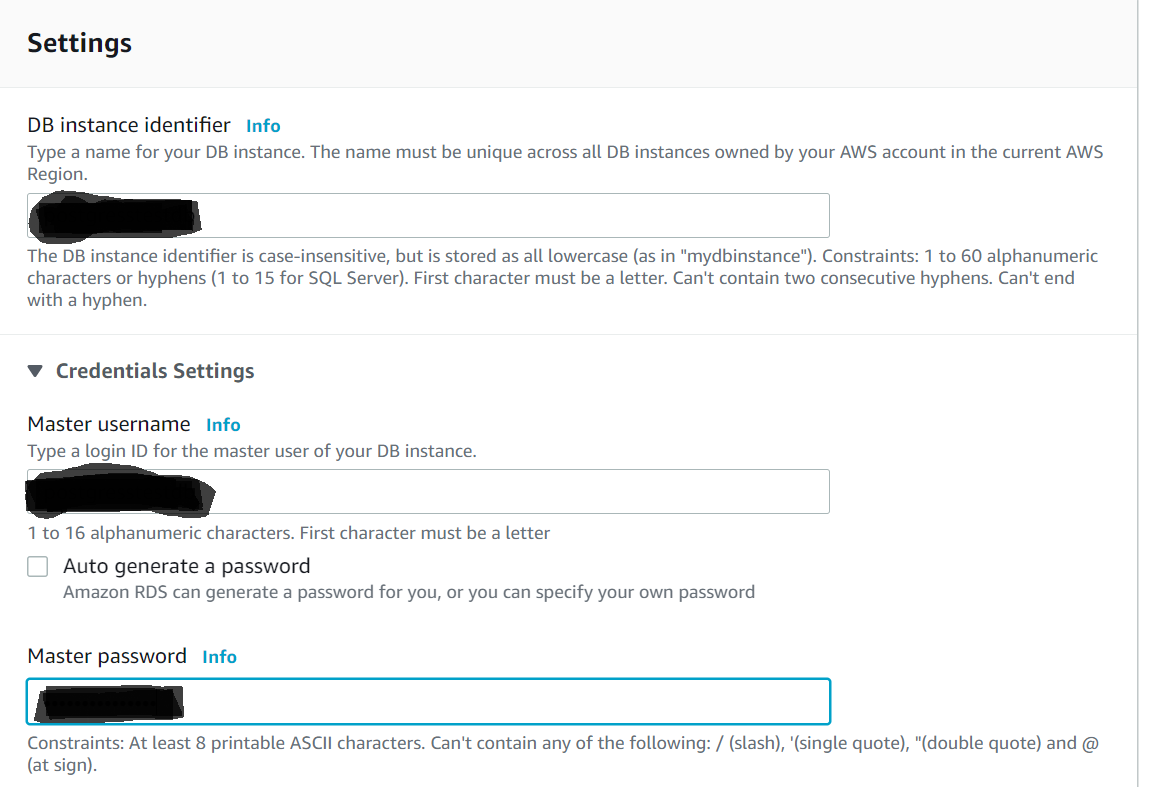 Settings
DB instance identifier Info
Type a name for your DB instance. The name must be unique across all DB instances owned by your AWS account in the current AWS
Region.
The DB instance identifier is case-insensitive, but is stored as all lowercase (as in "mydbinstance"). Constraints: 1 to 60 alphanumeric
characters or hyphens (1 to 15 for SQL Server). First character must be a letter. Can't contain two consecutive hyphens. Can't end
with a hyphen.
Credentials Settings
Master username Info
Type a login ID for the master user of your DB instance.
1 to 16 alphanumeric characters. First character must be a letter
Auto generate a password
Amazon RDS can generate a password for you, or you can specify your own password
Master password Info
Constraints: At least 8 printable ASCII characters. Can't contain any of the following: / (slash), '(single quote), "(double quote) and @
(at sign).